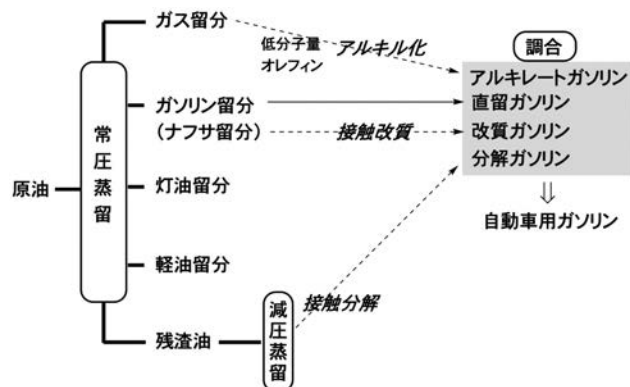 ガス留分
低分子量
オレフィン
アルキル化
調合
アルキレートガソリン
ガソリン留分
(ナフサ留分)
直留ガソリン
接触改質
改質ガソリン
分解ガソリン
常圧蒸留
原油
灯油留分
⇓
自動車用ガソリン
軽油留分
接触分解
減圧蒸留
残渣油